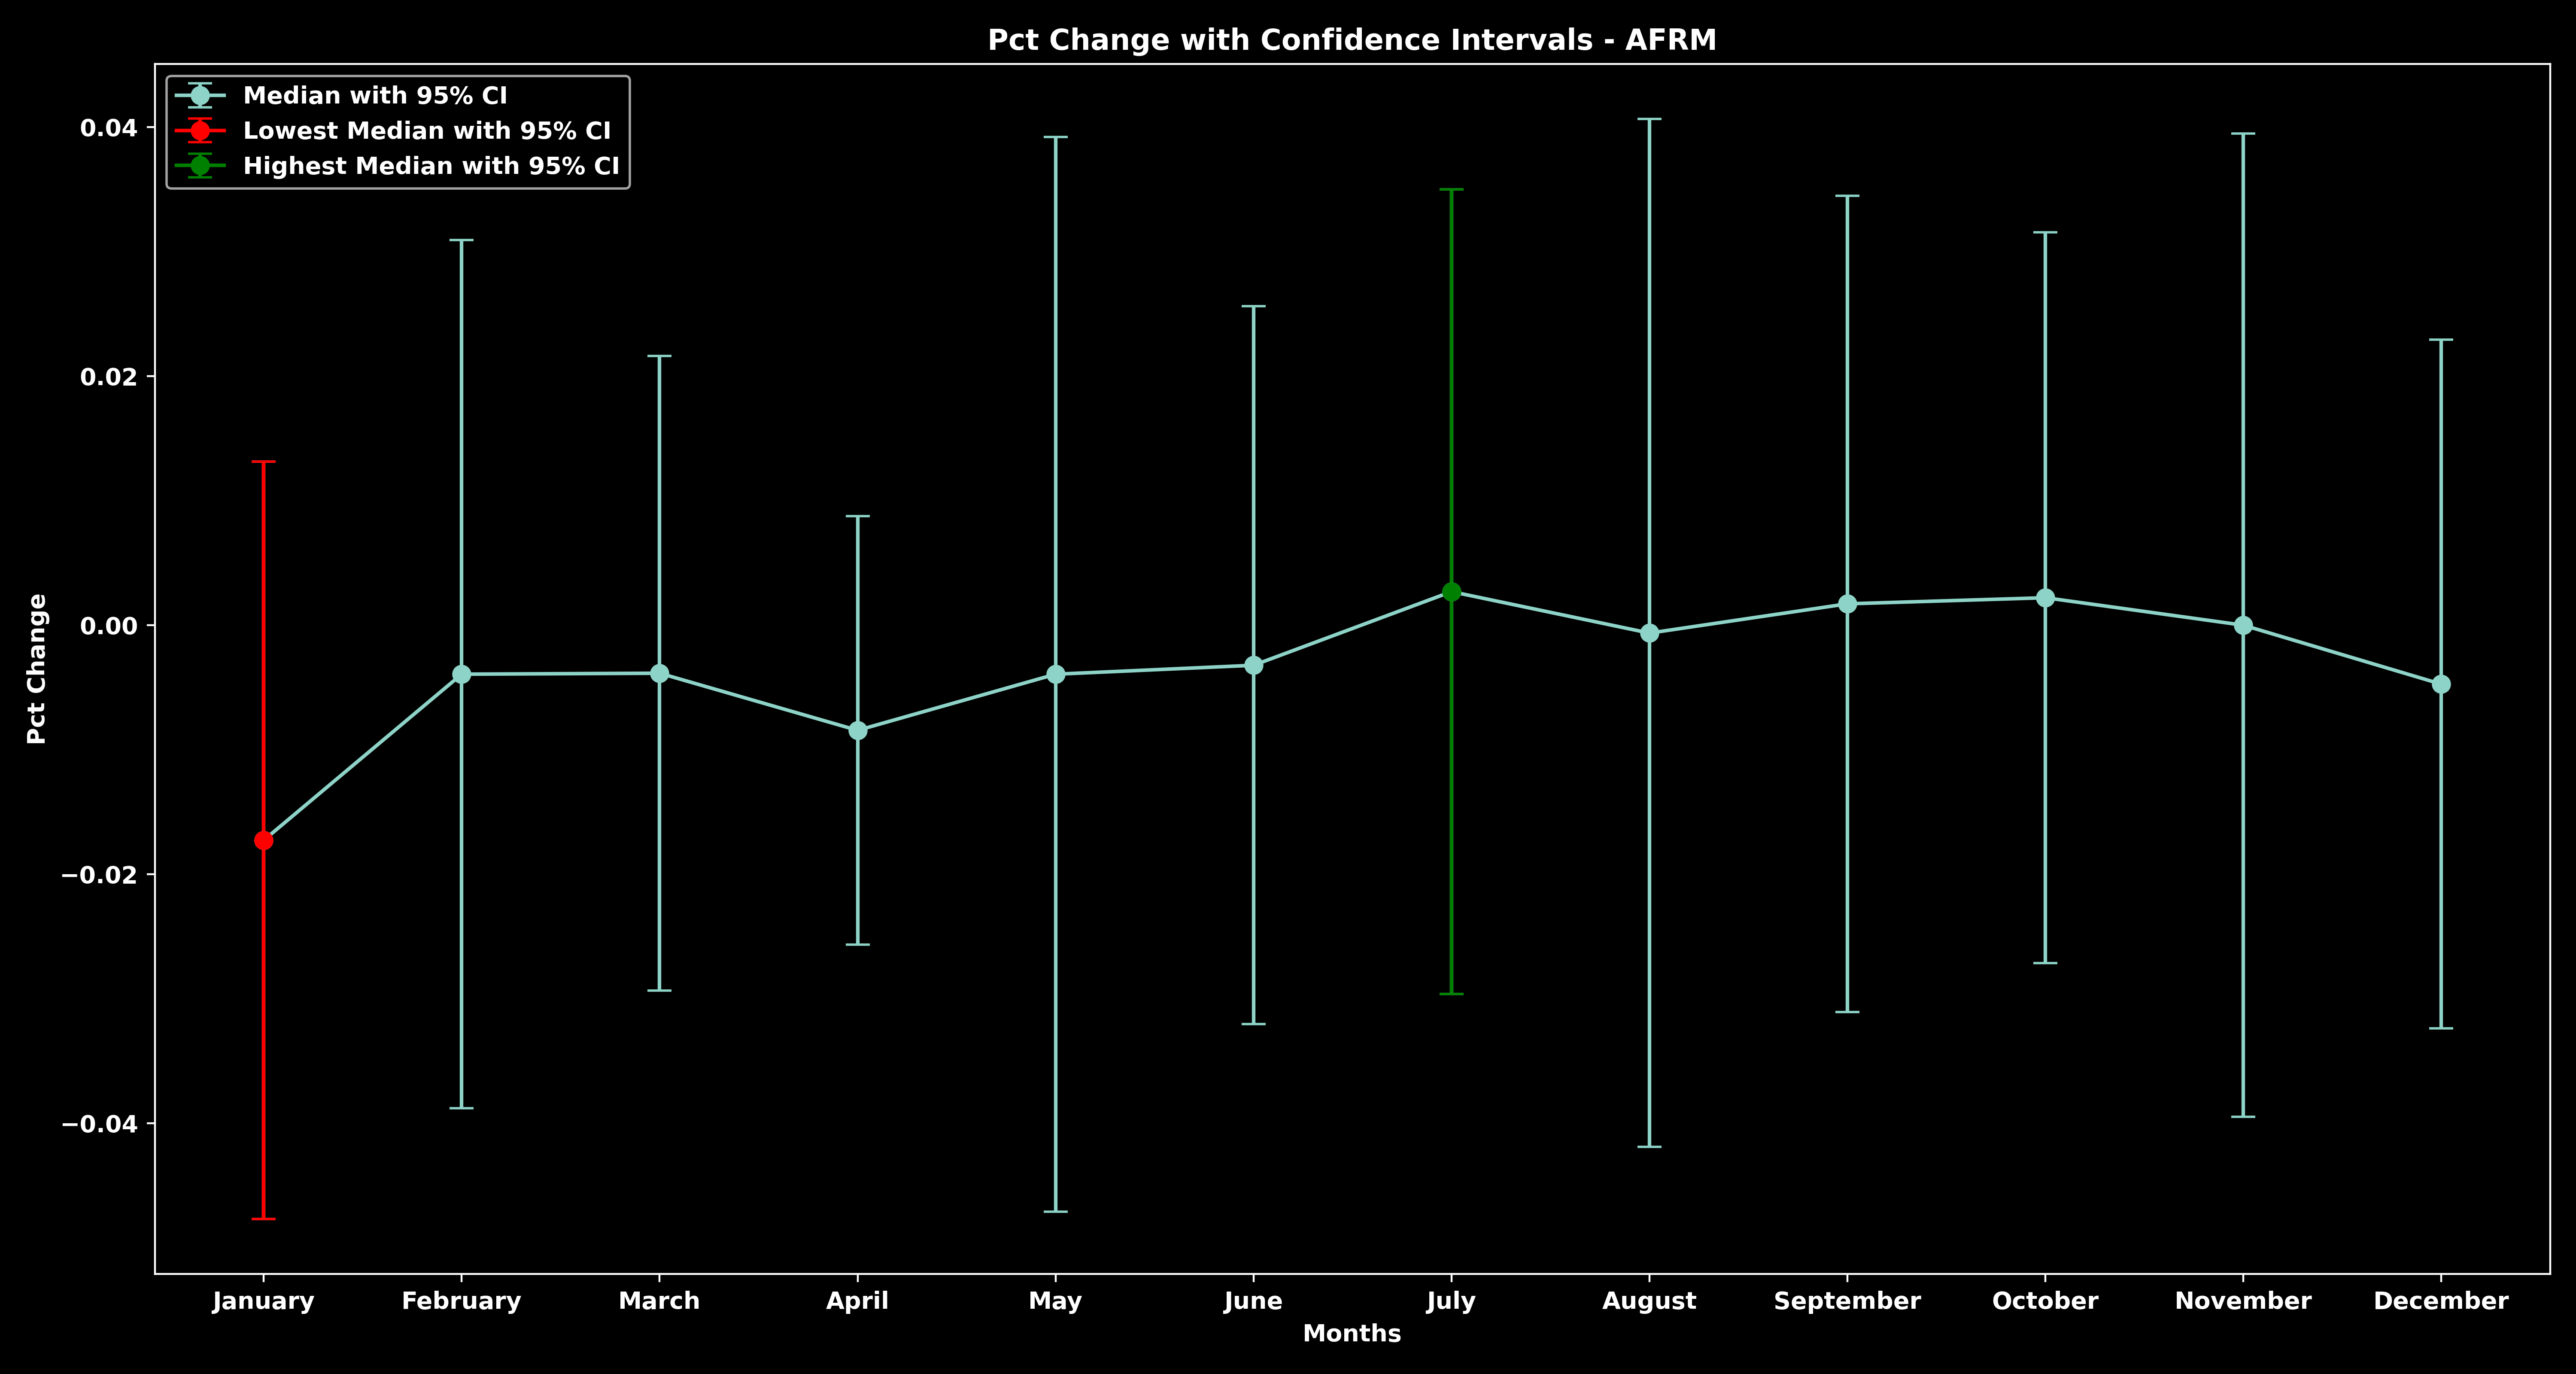 Pct Change with Confidence Intervals - AFRM
Median with 95% CI
Lowest Median with 95% CI
Highest Median with 95% CI
0.04
0.02
0.00
−0.02
−0.04
Pct Change
January February March April May June July August September October November December
Months